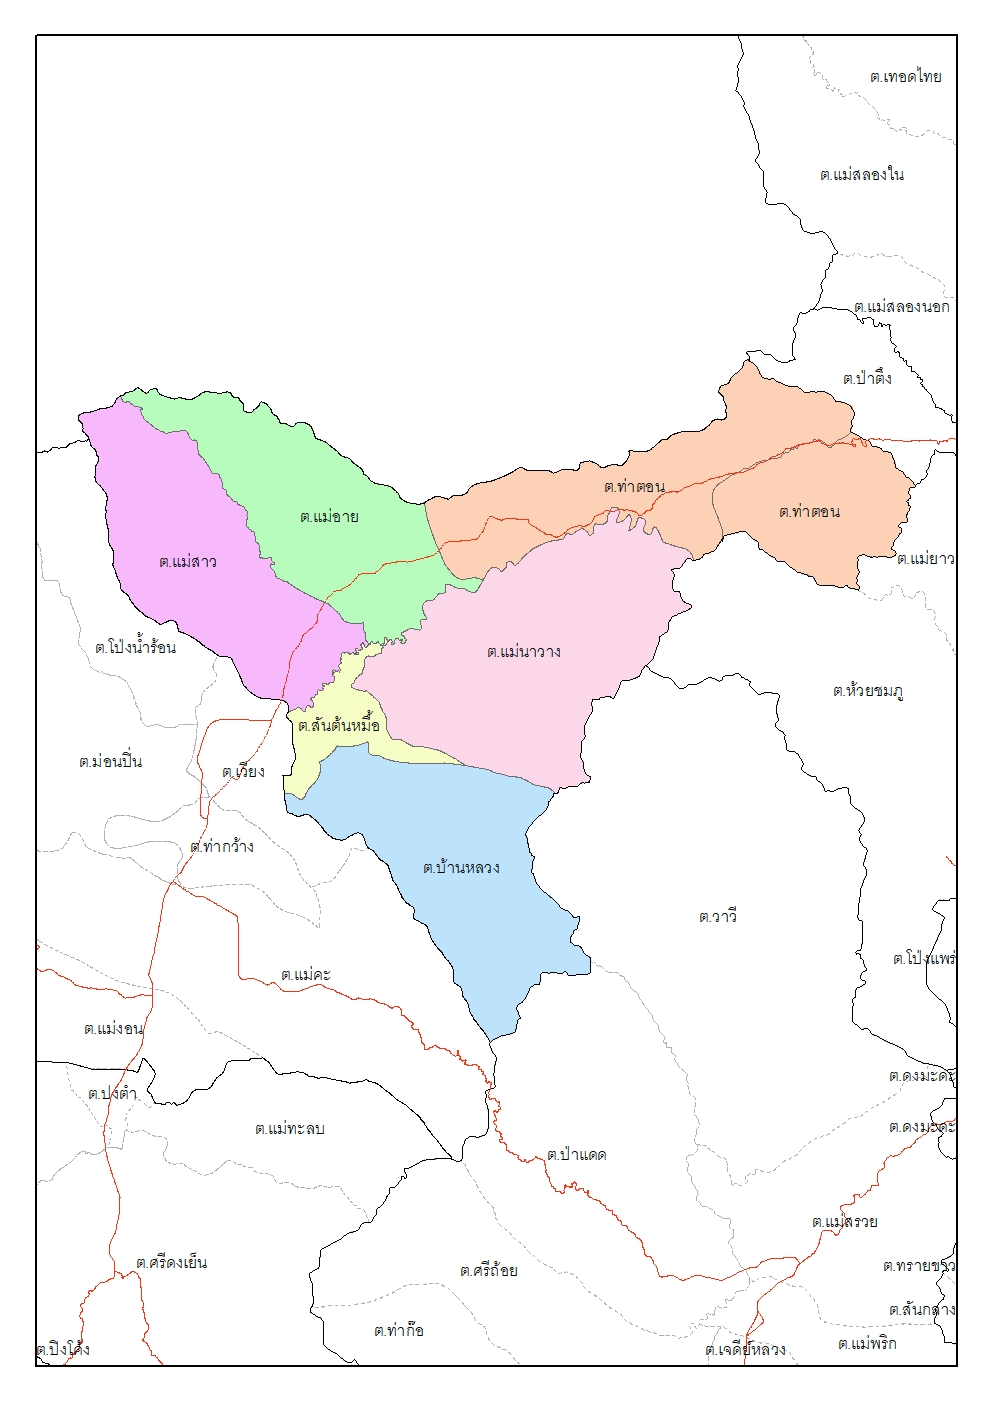 ต.เทอดไทย
ต.แม่สลองใน
ต.แม่สลองนอก
ต.ป่าตึง
ต.ท่าตอน
ต.ท่าตอน
ต.แม่อาย
ต.แม่สาว
ต.แม่ยาว
ต.โป่งน้ำร้อน
ต.แม่นาวาง
ต.ห้วยชมภู
ต.สันต้นหมื้อ
ต.ม่อนปิ่น
ต.เวียง
ต.ท่ากว้าง
ต.บ้านหลวง
ต.วาวี
ต.โป่งแพร่
ต.แม่คะ
ต.แม่งอน
ต.ดงมะดะ
ต.ปงตำ
ต.แม่ทะลบ
ต.ดงมะดะ
ต.ป่าแดด
ต.แม่สรวย
ต.ศรีดงเย็น
ต.ศรีถ้อย
ต.ทรายขาว
ต.สันกลาง
ต.ท่าก๊อ
ต.แม่พริก
ต.ปิงโค้ง
ต.เจดีย์หลวง